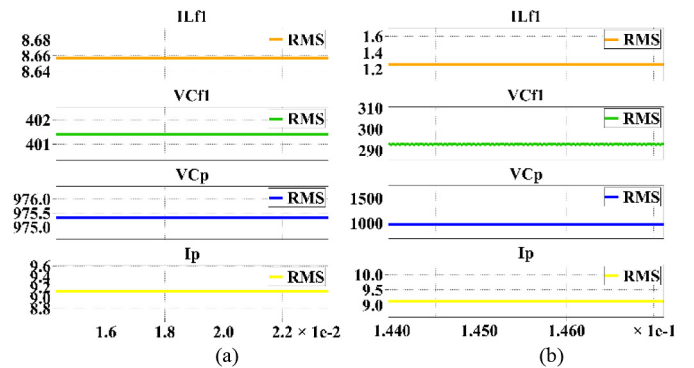 ILf1
8.68
8.66
8.64
RMS
VCf1
402
401
RMS
VCp
976.0
975.5
975.0
RMS
Ip
9.6
9.4
9.2
9.0
8.8
RMS
1.6 1.8 2.0 2.2 × 1e-2
(a)
ILf1
1.6
1.4
1.2
RMS
VCf1
310
300
290
RMS
VCp
1500
1000
RMS
Ip
10.0
9.5
9.0
RMS
1.440 1.450 1.460 × 1e-1
(b)